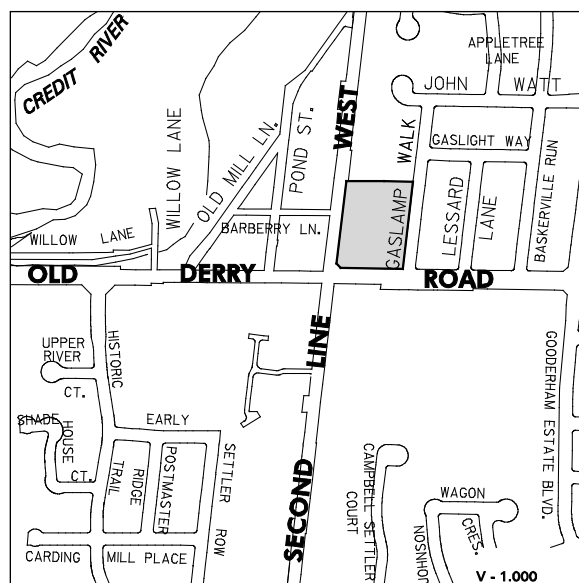 CREDIT RIVER
APPLETREE
LANE
JOHN WATT
WEST
WALK
GASLIGHT WAY
POND ST.
OLD MILL LN.
WILLOW LANE
BASKERVILLE RUN
LESSARD
LANE
GASLAMP
BARBERRY LN.
WILLOW LANE
OLD DERRY ROAD
UPPER
RIVER
CT.
HISTORIC
TRAIL
LINE
SECOND
GOODERHAM ESTATE BLVD.
SHADE
HOUSE
CT.
EARLY
SETTLER
ROW
RIDGE
POSTMASTER
CAMPBELL SETTLER
COURT
WAGON
CRES.
CARDING MILL PLACE
V - 1.000